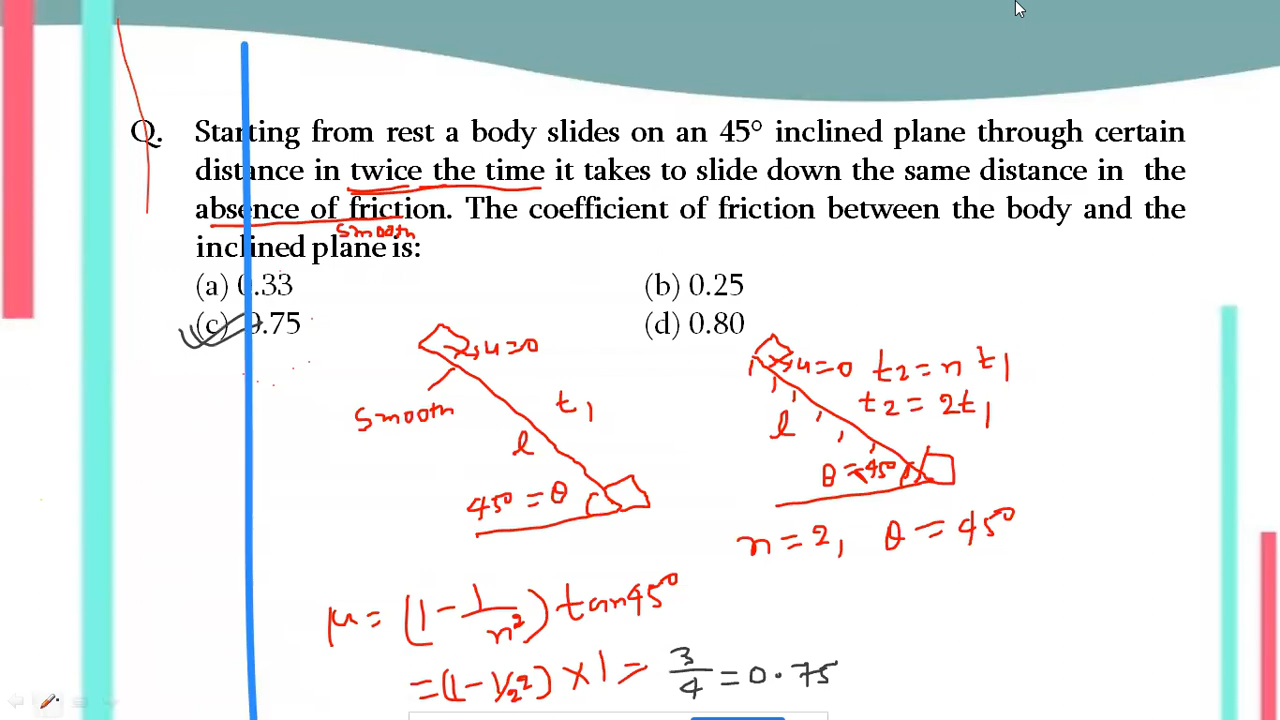 Q. Starting from rest a body slides on an 45° inclined plane through certain
distance in twice the time it takes to slide down the same distance in the
absence of friction. The coefficient of friction between the body and the
smooth
inclined plane is:
(a) 0.33 (b) 0.25
(c) 0.75 (d) 0.80
u=0
smooth
t₁
l
45° = θ
u=0 t₂ = n t₁
t₂ = 2t₁
l
θ = 45°
n = 2, θ = 45°
μ = (1 - 1/n²) tan45°
= (1 - 1/2²) × 1 = 3/4 = 0.75